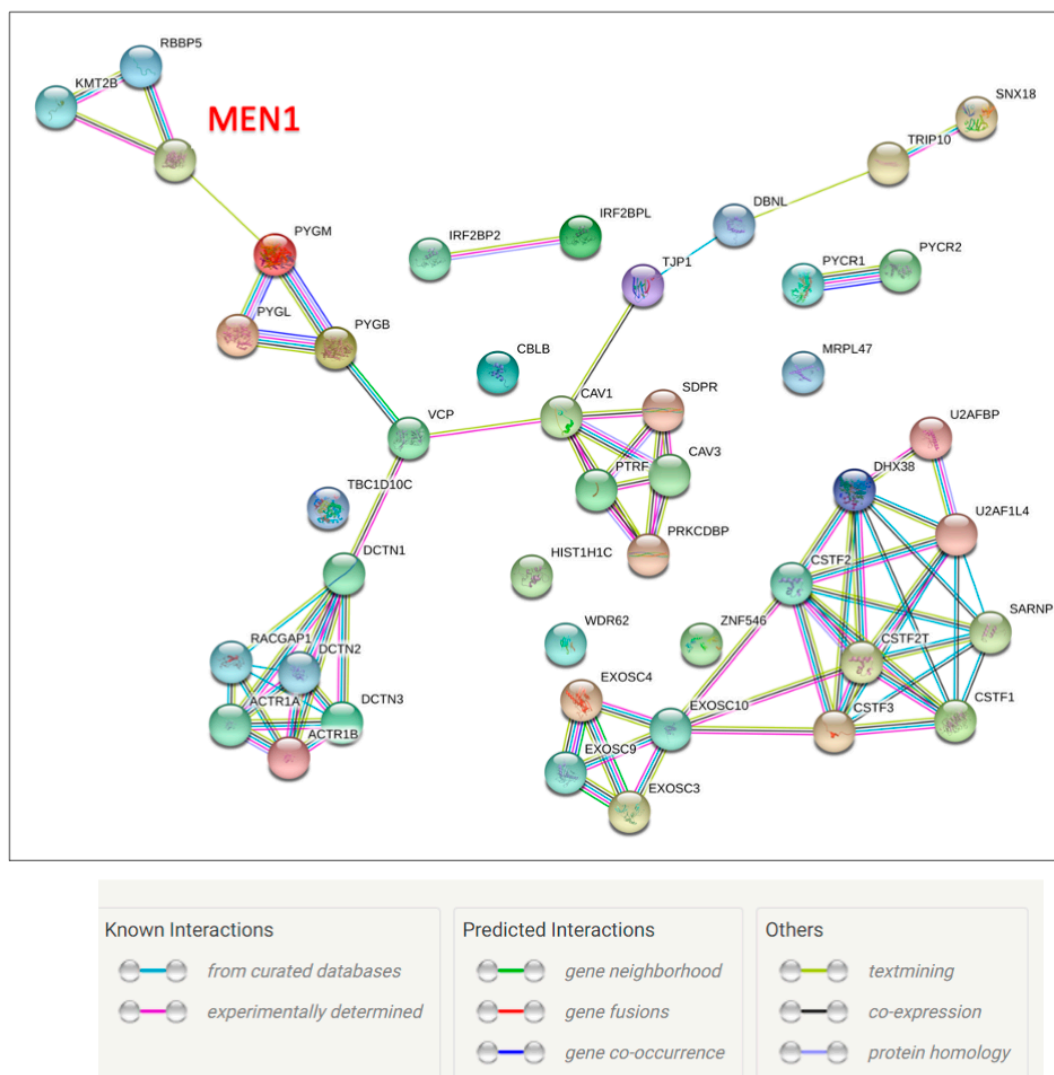 RBBP5
KMT2B
MEN1
SNX18
TRIP10
DBNL
IRF2BPL
IRF2BP2
PYGM
TJP1
PYCR2
PYCR1
PYGL
PYGB
CBLB
MRPL47
CAV1
SDPR
VCP
U2AFBP
CAV3
PTRF
DHX38
TBC1D10C
U2AF1L4
PRKCDBP
DCTN1
HIST1H1C
CSTF2
SARNP
RACGAP1
DCTN2
WDR62
ZNF546
CSTF2T
ACTR1A
DCTN3
EXOSC4
EXOSC10
CSTF3
CSTF1
ACTR1B
EXOSC9
EXOSC3
Known Interactions
from curated databases
experimentally determined
Predicted Interactions
gene neighborhood
gene fusions
gene co-occurrence
Others
textmining
co-expression
protein homology